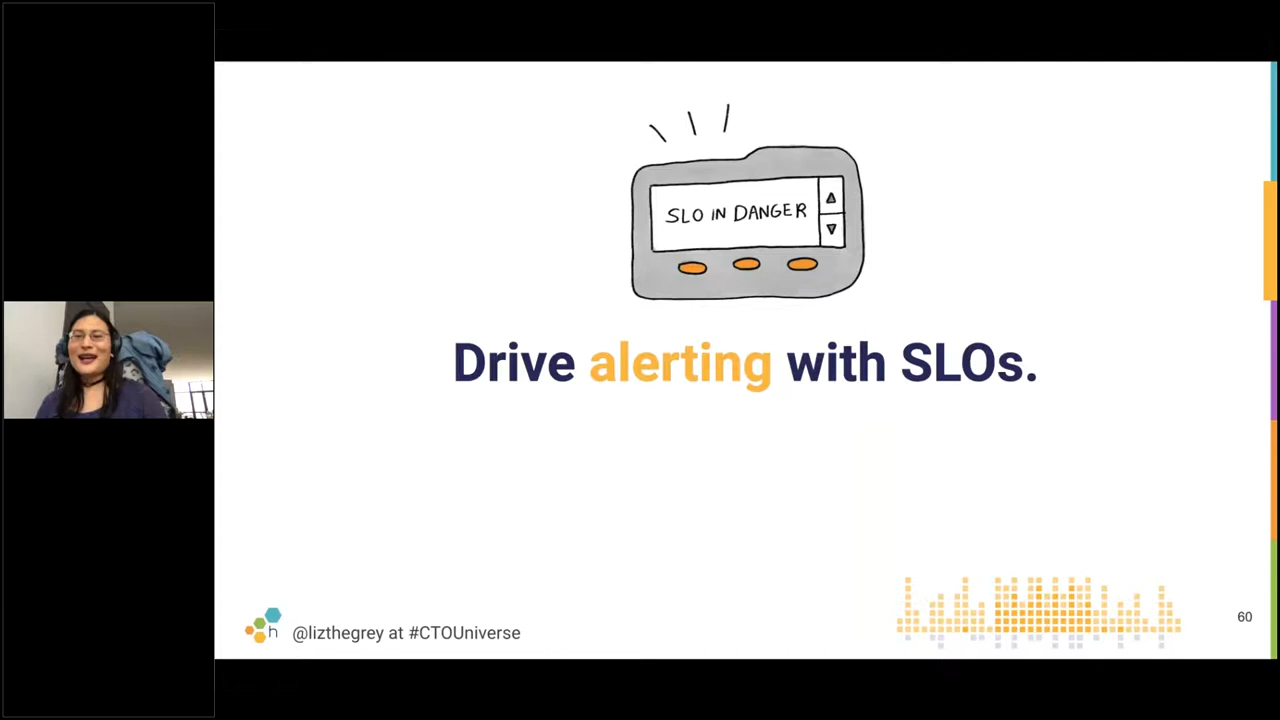 SLO IN DANGER
Drive alerting with SLOs.
h
@lizthegrey at #CTOUniverse
60